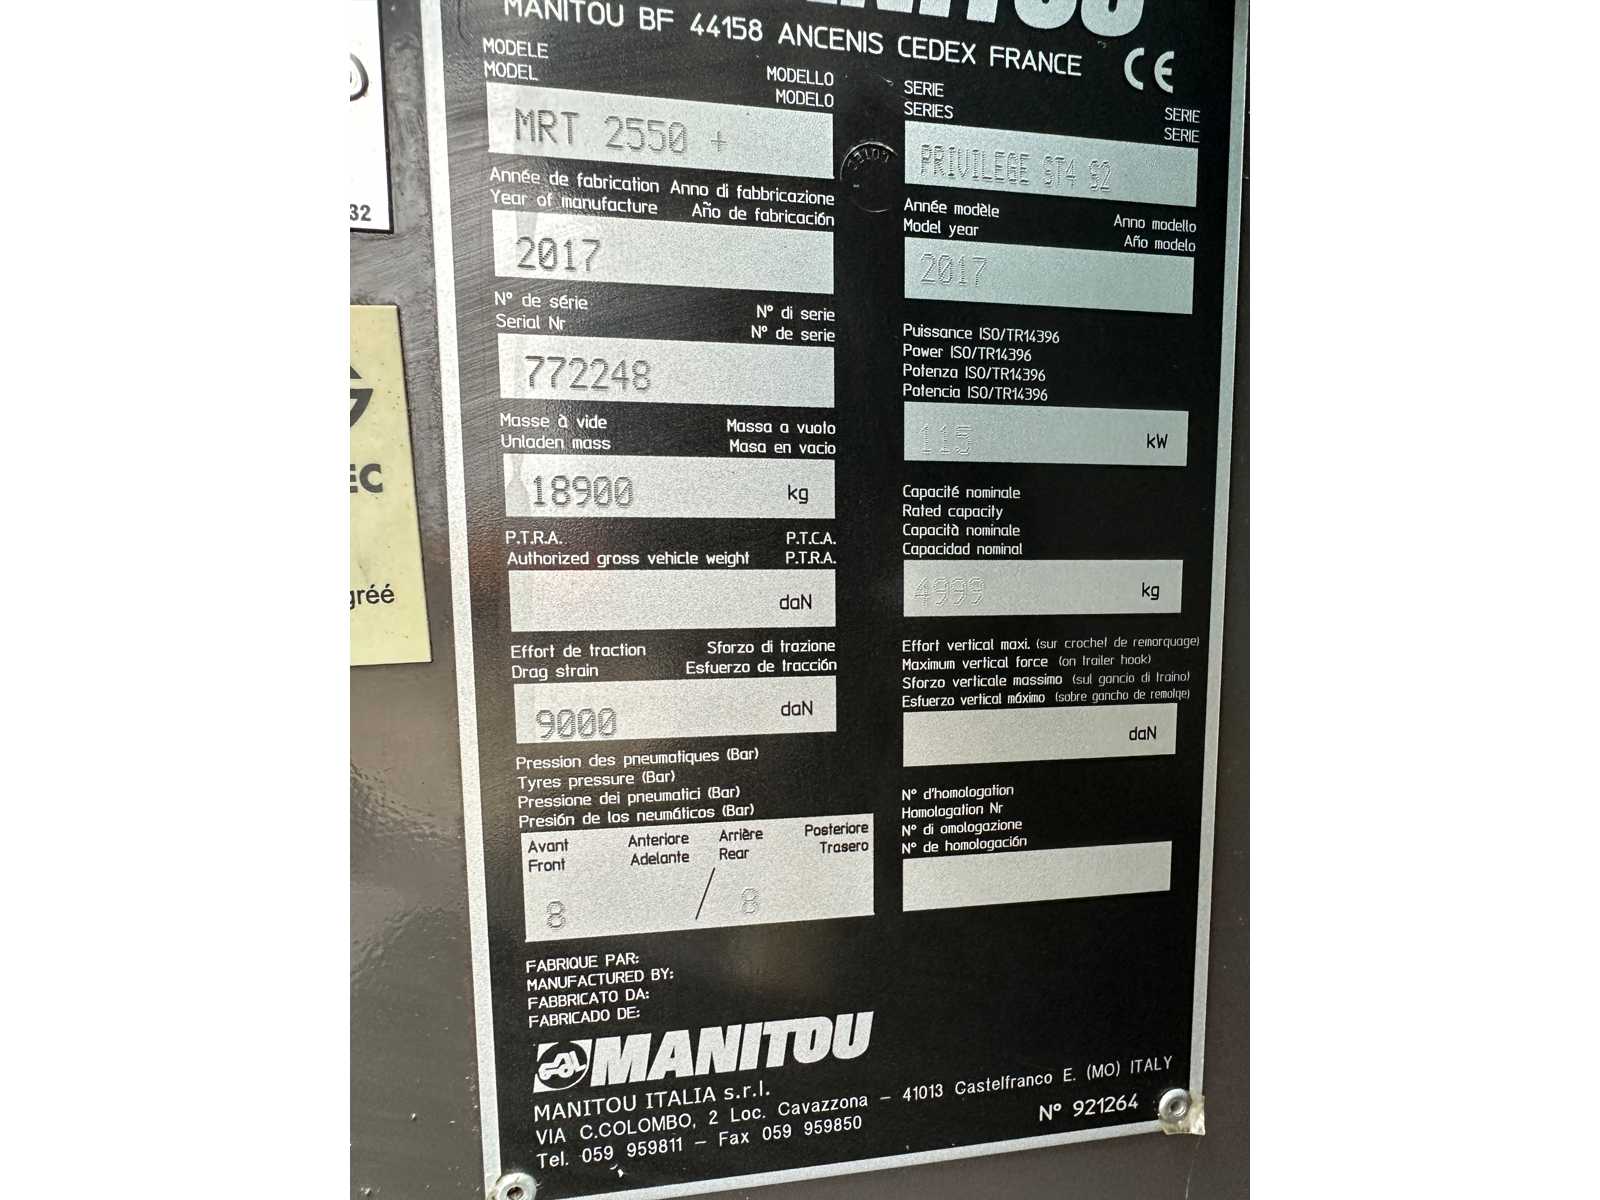 MANITOU
MANITOU BF 44158 ANCENIS CEDEX FRANCE
CE
MODELE
MODEL
MODELLO
MODELO
MRT 2550 +
SERIE
SERIES
SERIE
SERIE
PRIVILEGE ST4 S2
Année de fabrication Anno di fabbricazione
Year of manufacture Año de fabricación
2017
Année modèle Anno modello
Model year Año modelo
2017
N° de série N° di serie
Serial Nr N° de serie
772248
Puissance ISO/TR14396
Power ISO/TR14396
Potenza ISO/TR14396
Potencia ISO/TR14396
115 kW
Masse à vide Massa a vuoto
Unladen mass Masa en vacio
18900 kg
Capacité nominale
Rated capacity
Capacità nominale
Capacidad nominal
4999 kg
P.T.R.A. P.T.C.A.
Authorized gross vehicle weight P.T.R.A.
daN
Effort de traction Sforzo di trazione
Drag strain Esfuerzo de tracción
9000 daN
Effort vertical maxi. (sur crochet de remorquage)
Maximum vertical force (on trailer hook)
Sforzo verticale massimo (sul gancio di traino)
Esfuerzo vertical máximo (sobre gancho de remolqe)
daN
Pression des pneumatiques (Bar)
Tyres pressure (Bar)
Pressione dei pneumatici (Bar)
Presión de los neumáticos (Bar)
Avant Anteriore Arrière Posteriore
Front Adelante Rear Trasero
8 / 8
N° d'homologation
Homologation Nr
N° di omologazione
N° de homologación
FABRIQUE PAR:
MANUFACTURED BY:
FABBRICATO DA:
FABRICADO DE:
MANITOU
MANITOU ITALIA s.r.l.
VIA C.COLOMBO, 2 Loc. Cavazzona - 41013 Castelfranco E. (MO) ITALY
Tel. 059 959811 - Fax 059 959850
N° 921264
32
EC
gréé